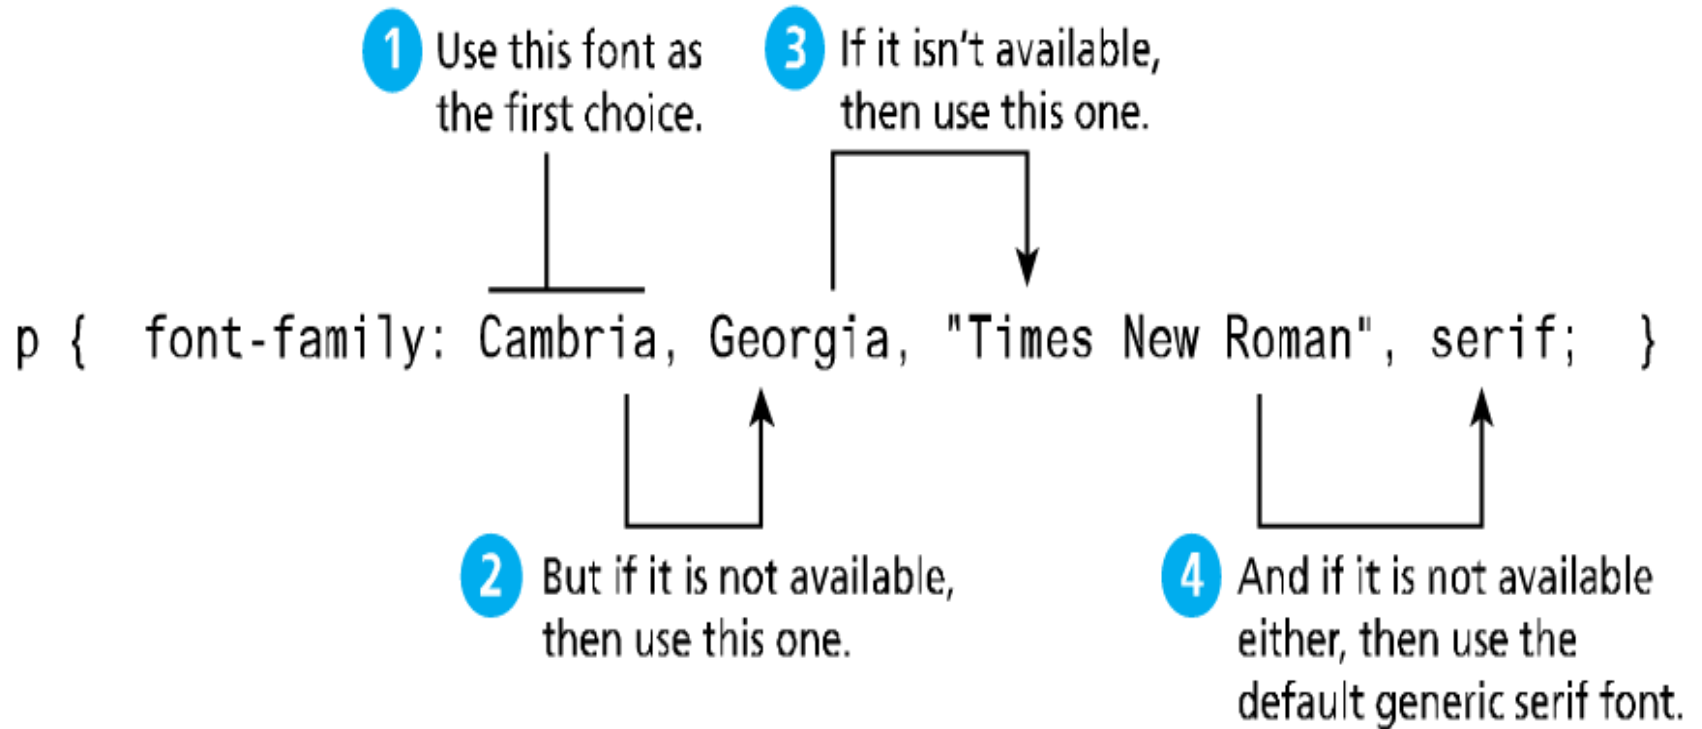 1 Use this font as
the first choice.
3 If it isn't available,
then use this one.
p {  font-family: Cambria, Georgia, "Times New Roman", serif;  }
2 But if it is not available,
then use this one.
4 And if it is not available
either, then use the
default generic serif font.